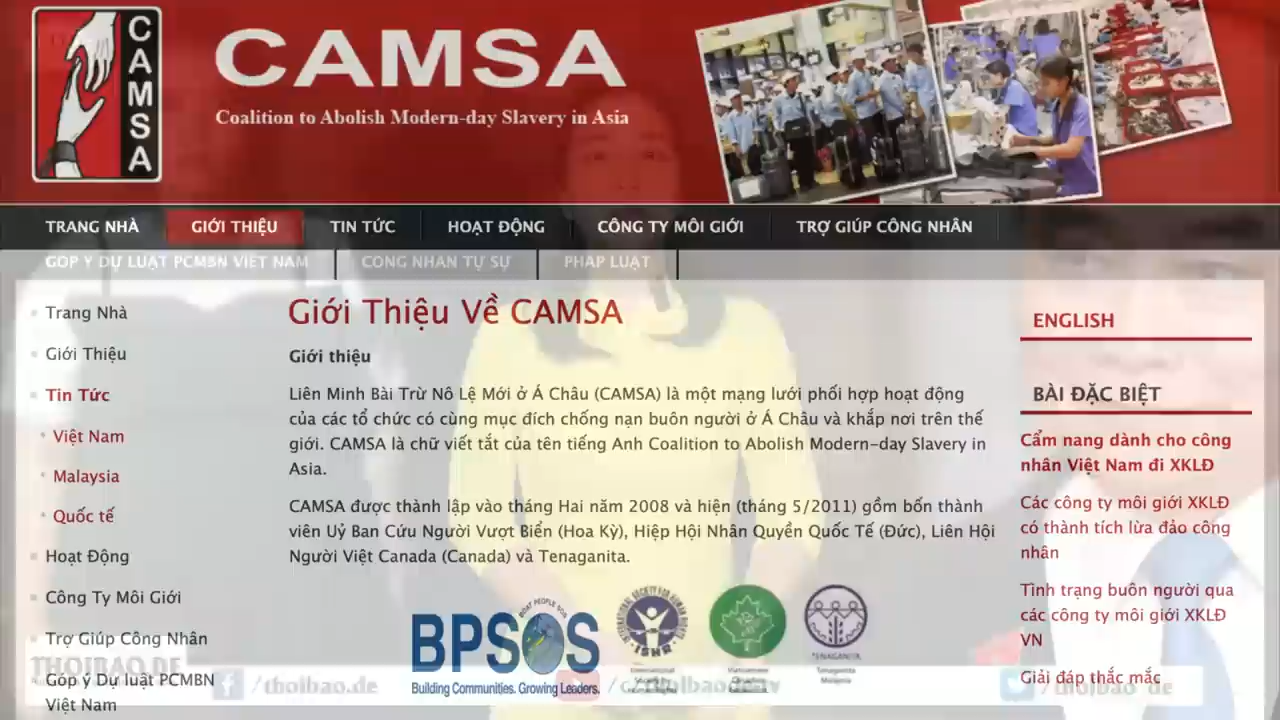 CAMSA
CAMSA
Coalition to Abolish Modern-day Slavery in Asia
TRANG NHÀ
GIỚI THIỆU
TIN TỨC
HOẠT ĐỘNG
CÔNG TY MÔI GIỚI
TRỢ GIÚP CÔNG NHÂN
GÓP Ý DỰ LUẬT PCMBN VIỆT NAM
CÔNG NHÂN TỰ SỰ
PHÁP LUẬT
Trang Nhà
Giới Thiệu
Tin Tức
Việt Nam
Malaysia
Quốc tế
Hoạt Động
Công Ty Môi Giới
Trợ Giúp Công Nhân
Góp ý Dự luật PCMBN
Việt Nam
Giới Thiệu Về CAMSA
Giới thiệu
Liên Minh Bài Trừ Nô Lệ Mới ở Á Châu (CAMSA) là một mạng lưới phối hợp hoạt động
của các tổ chức có cùng mục đích chống nạn buôn người ở Á Châu và khắp nơi trên thế
giới. CAMSA là chữ viết tắt của tên tiếng Anh Coalition to Abolish Modern-day Slavery in
Asia.
CAMSA được thành lập vào tháng Hai năm 2008 và hiện (tháng 5/2011) gồm bốn thành
viên Uỷ Ban Cứu Người Vượt Biển (Hoa Kỳ), Hiệp Hội Nhân Quyền Quốc Tế (Đức), Liên Hội
Người Việt Canada (Canada) và Tenaganita.
BOAT PEOPLE SOS
BPSOS
Building Communities. Growing Leaders.
ISHR
TENAGANITA
Tenaganita
Malaysia
ENGLISH
BÀI ĐẶC BIỆT
Cẩm nang dành cho công
nhân Việt Nam đi XKLĐ
Các công ty môi giới XKLĐ
có thành tích lừa đảo công
nhân
Tình trạng buôn người qua
các công ty môi giới XKLĐ
VN
Giải đáp thắc mắc
THOIBAO.DE
/thoibao.de
/thoibao de